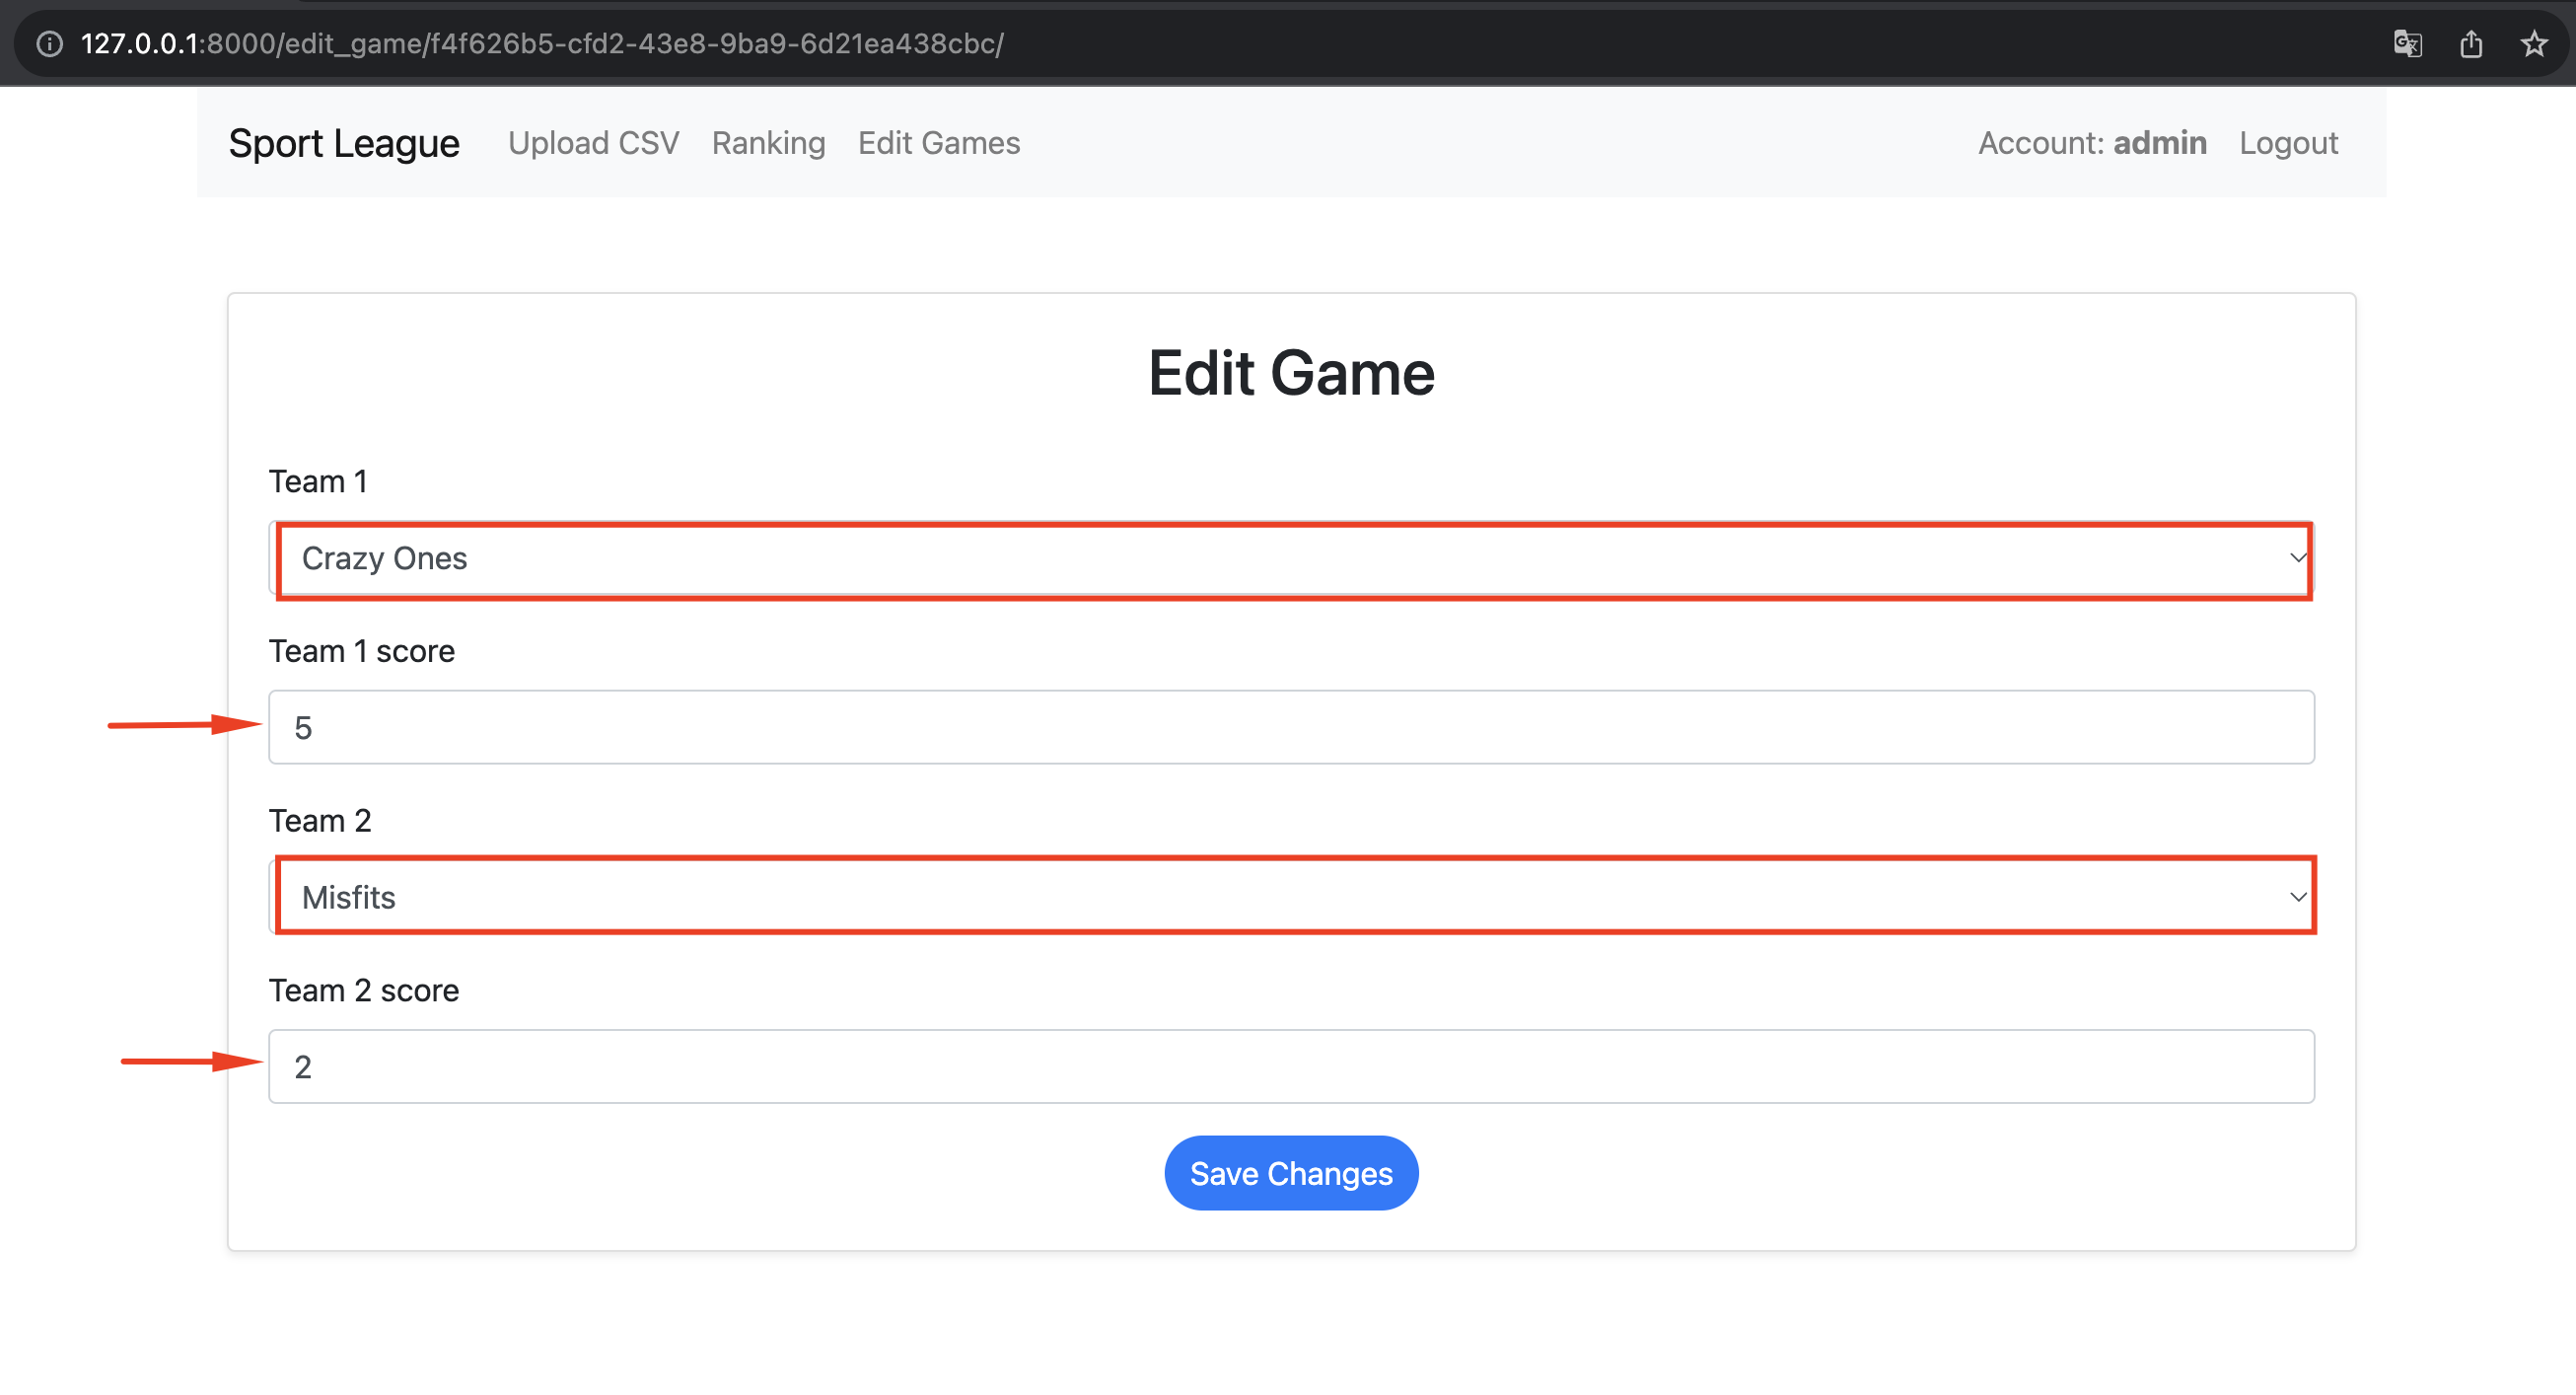 127.0.0.1:8000/edit_game/f4f626b5-cfd2-43e8-9ba9-6d21ea438cbc/
Sport League Upload CSV Ranking Edit Games Account: admin Logout
Edit Game
Team 1
Crazy Ones
Team 1 score
5
Team 2
Misfits
Team 2 score
2
Save Changes